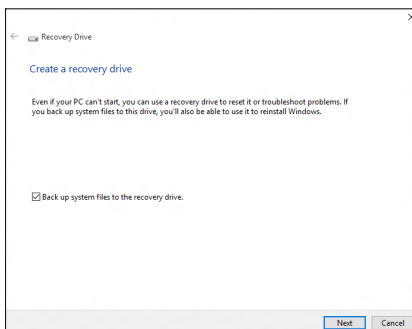 Recovery Drive
Create a recovery drive
Even if your PC can't start, you can use a recovery drive to reset it or troubleshoot problems. If
you back up system files to this drive, you'll also be able to use it to reinstall Windows.
Back up system files to the recovery drive.
Next Cancel